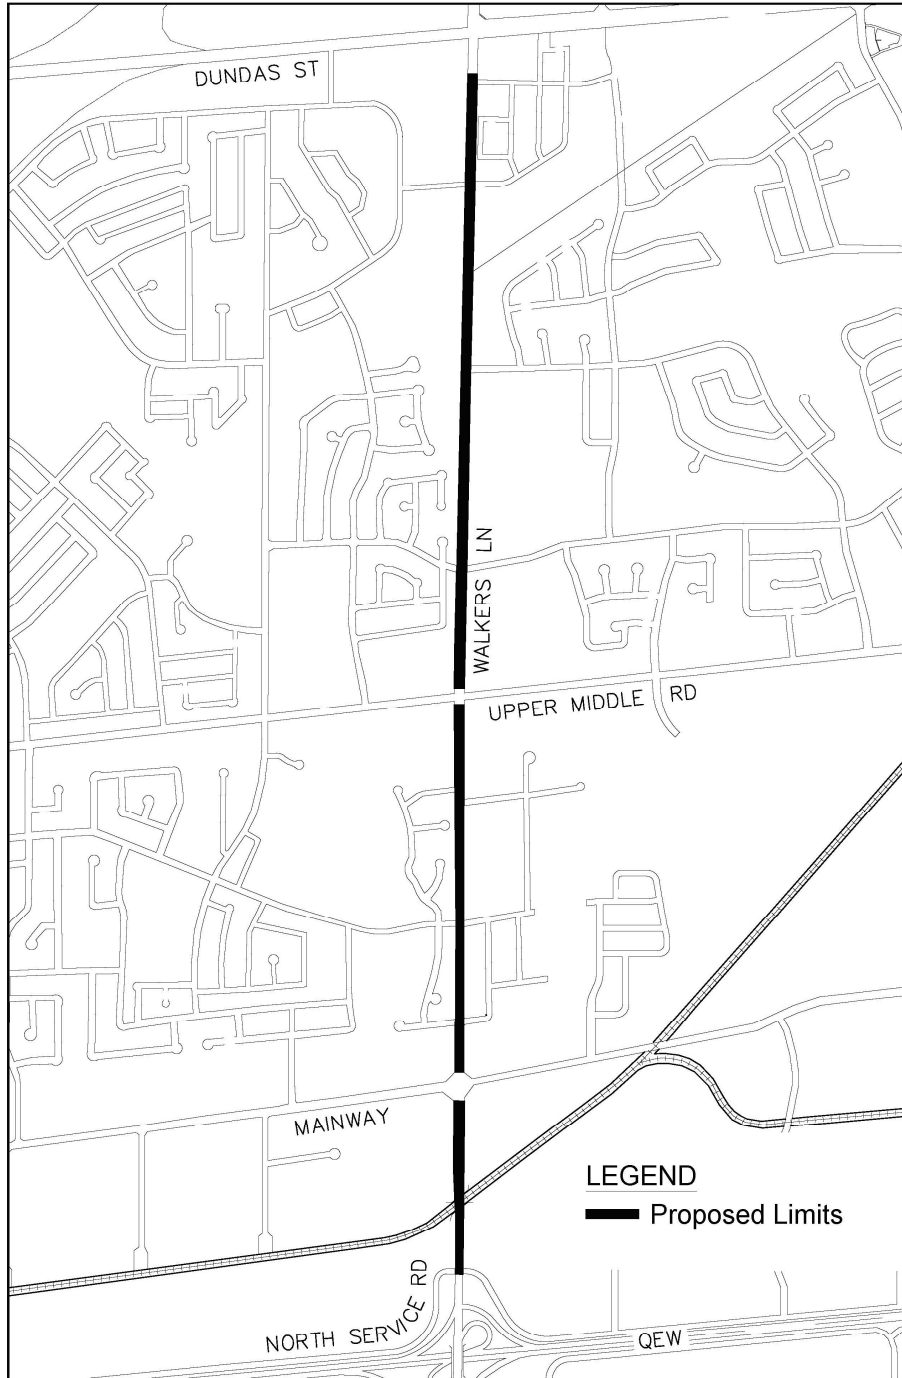 DUNDAS ST
WALKERS LN
UPPER MIDDLE RD
MAINWAY
LEGEND
Proposed Limits
NORTH SERVICE RD
QEW